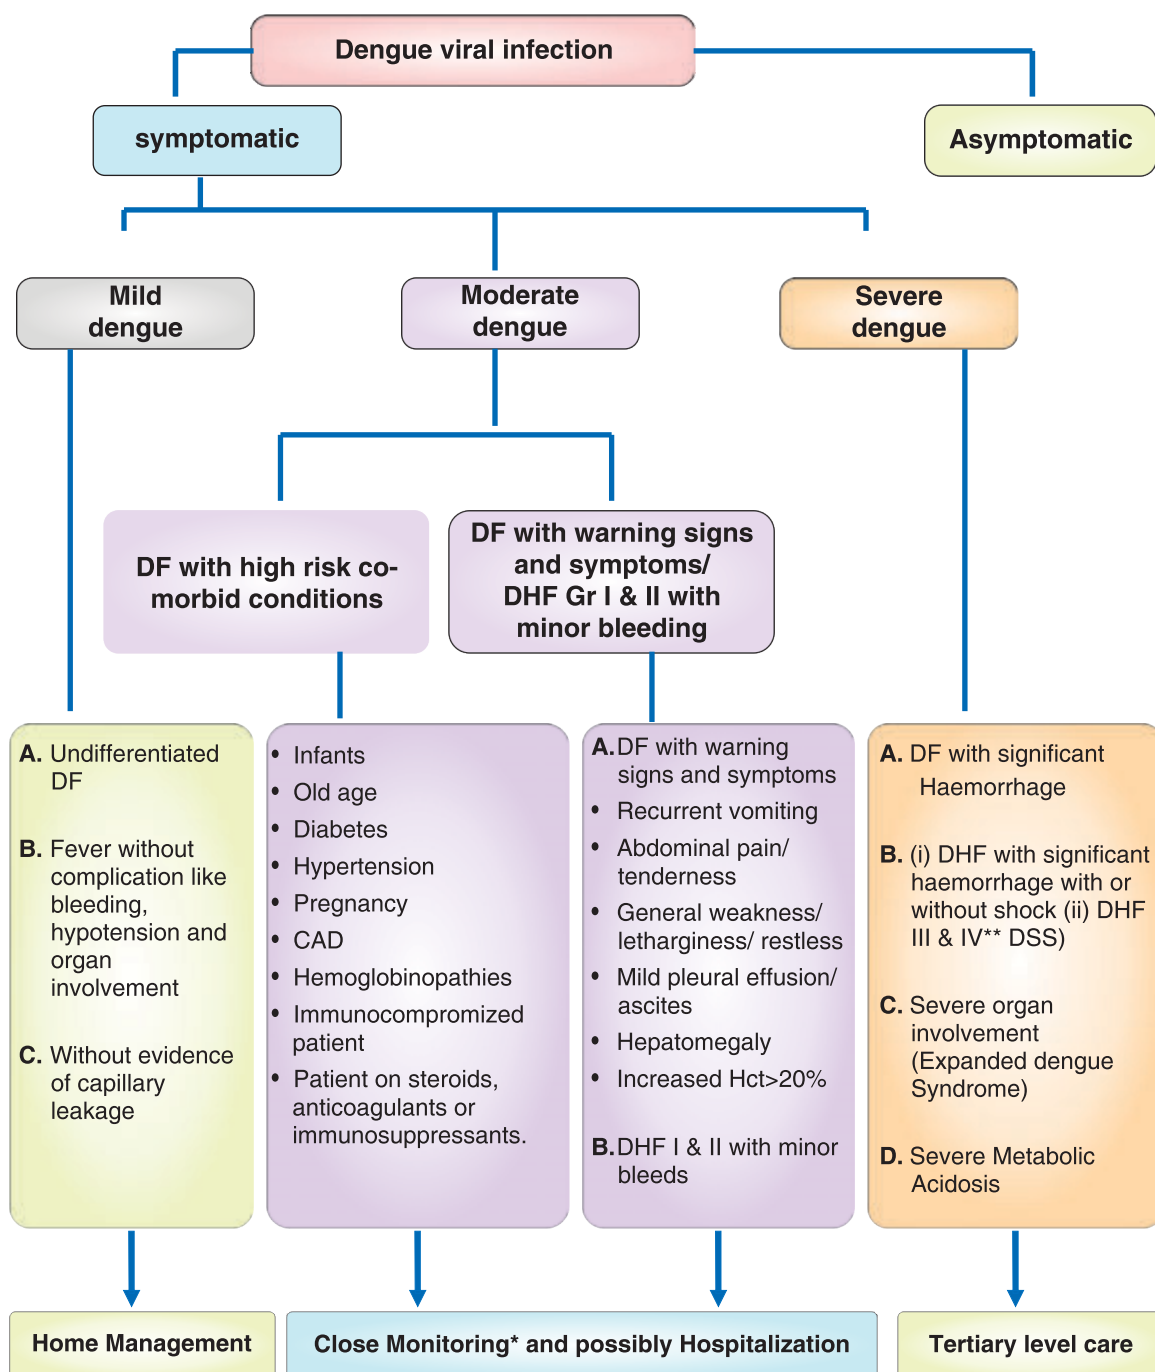 Dengue viral infection
symptomatic
Asymptomatic
Mild
dengue
Moderate
dengue
Severe
dengue
DF with high risk co-
morbid conditions
DF with warning signs
and symptoms/
DHF Gr I & II with
minor bleeding
A. Undifferentiated
DF
B. Fever without
complication like
bleeding,
hypotension and
organ
involvement
C. Without evidence
of capillary
leakage
• Infants
• Old age
• Diabetes
• Hypertension
• Pregnancy
• CAD
• Hemoglobinopathies
• Immunocompromized
patient
• Patient on steroids,
anticoagulants or
immunosuppressants.
A. DF with warning
signs and symptoms
• Recurrent vomiting
• Abdominal pain/
tenderness
• General weakness/
letharginess/ restless
• Mild pleural effusion/
ascites
• Hepatomegaly
• Increased Hct>20%
B. DHF I & II with minor
bleeds
A. DF with significant
Haemorrhage
B. (i) DHF with significant
haemorrhage with or
without shock (ii) DHF
III & IV** DSS)
C. Severe organ
involvement
(Expanded dengue
Syndrome)
D. Severe Metabolic
Acidosis
Home Management
Close Monitoring* and possibly Hospitalization
Tertiary level care